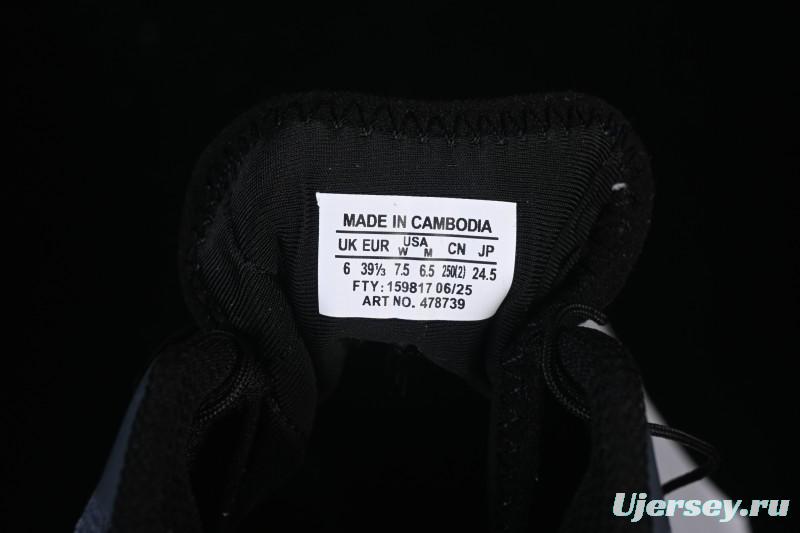 MADE IN CAMBODIA
UK EUR USA W M CN JP
6 39⅓ 7.5 6.5 250(2) 24.5
FTY: 159817 06/25
ART NO. 478739
Ujersey.ru